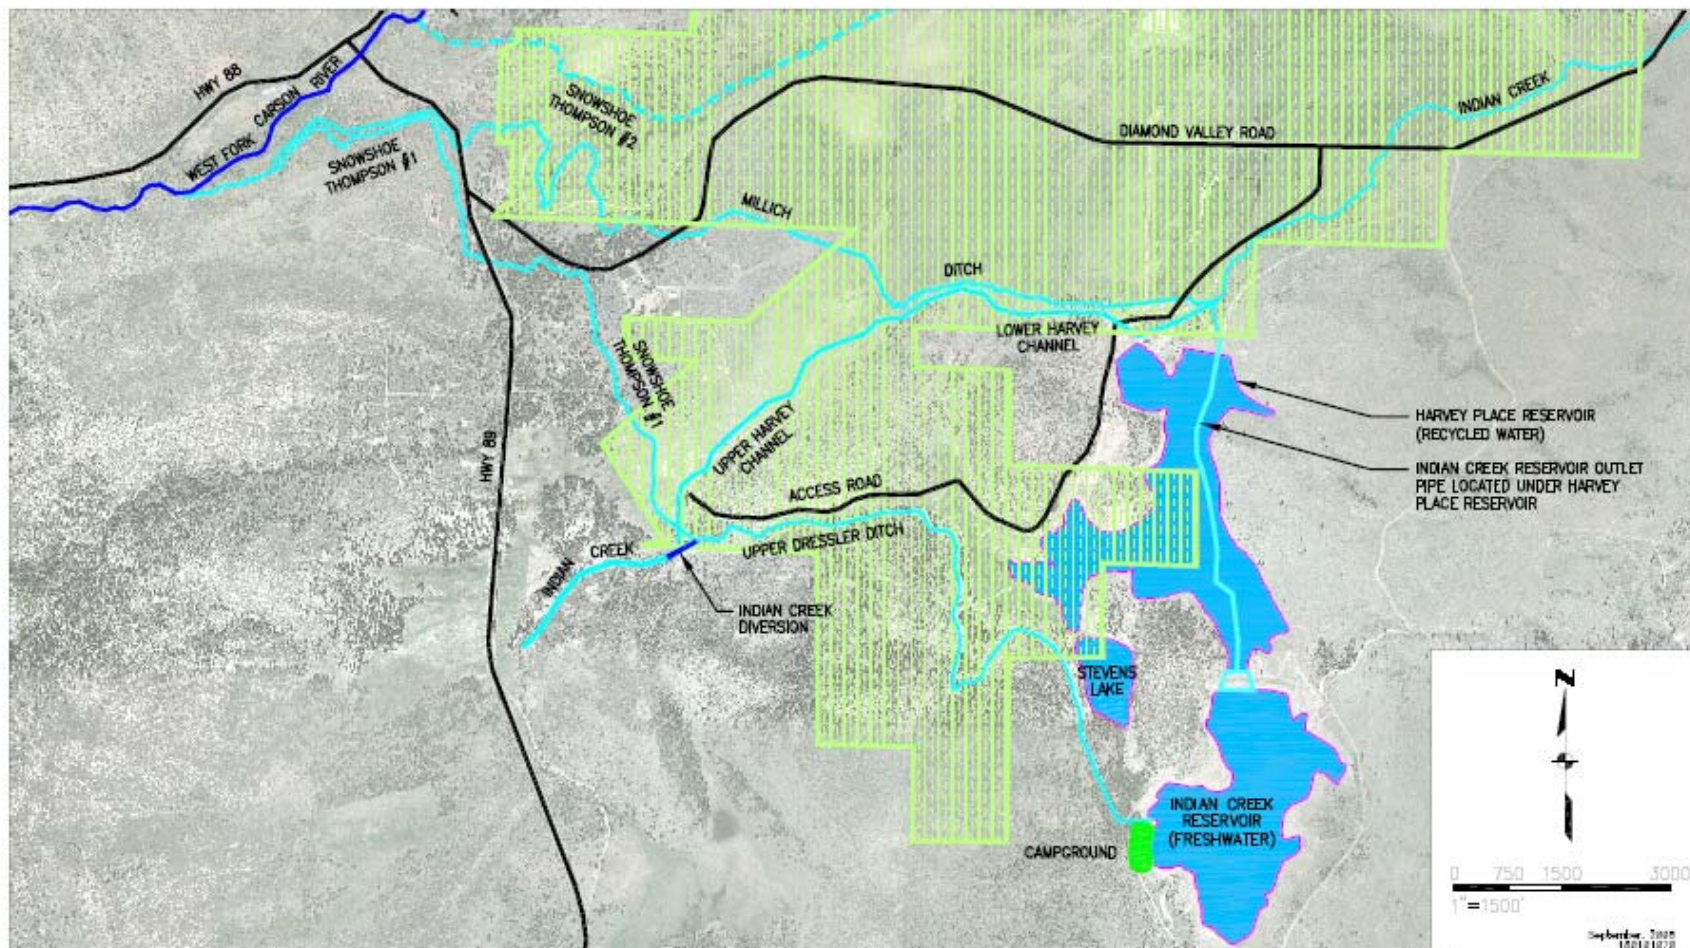 HWY 88
WEST FORK CARSON RIVER
SNOWSHOE
THOMPSON #1
SNOWSHOE
THOMPSON #2
DIAMOND VALLEY ROAD
INDIAN CREEK
MILLICH
DITCH
LOWER HARVEY
CHANNEL
SNOWSHOE
THOMPSON #1
UPPER HARVEY
CHANNEL
HWY 89
ACCESS ROAD
UPPER DRESSLER DITCH
INDIAN CREEK
INDIAN CREEK
DIVERSION
HARVEY PLACE RESERVOIR
(RECYCLED WATER)
INDIAN CREEK RESERVOIR OUTLET
PIPE LOCATED UNDER HARVEY
PLACE RESERVOIR
STEVENS
LAKE
INDIAN CREEK
RESERVOIR
(FRESHWATER)
CAMPGROUND
N
0 750 1500 3000
1"=1500'
September,